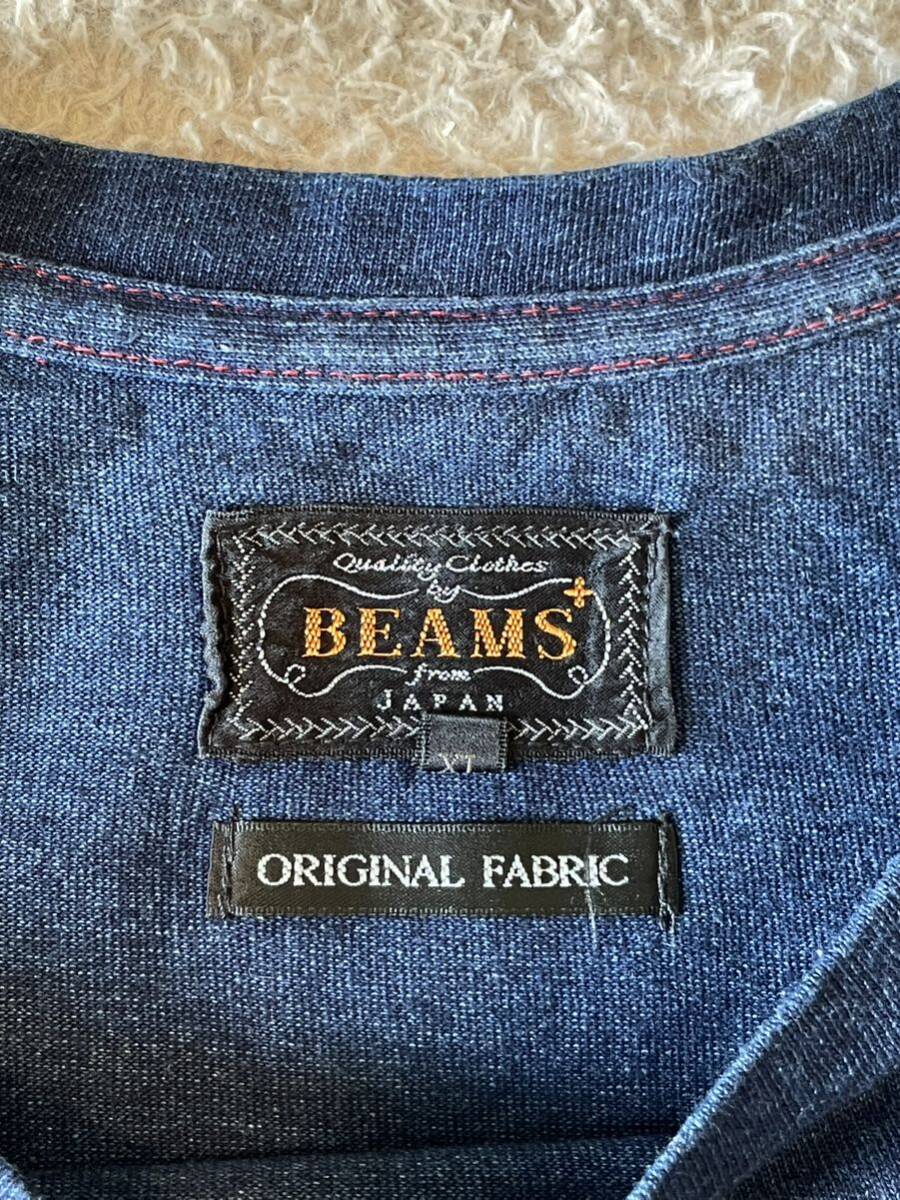 Quality Clothes
by
BEAMS+
from
JAPAN
XL
ORIGINAL FABRIC